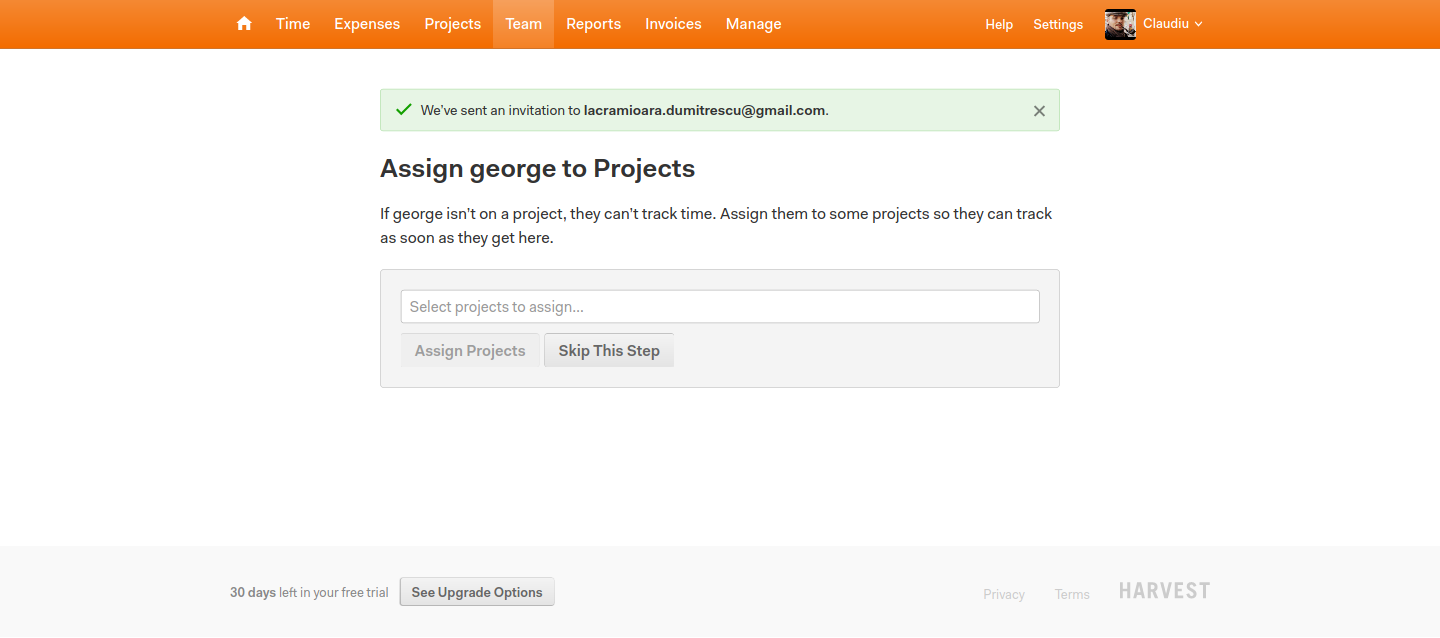 Time Expenses Projects Team Reports Invoices Manage Help Settings Claudiu
We’ve sent an invitation to lacramioara.dumitrescu@gmail.com.
Assign george to Projects
If george isn’t on a project, they can’t track time. Assign them to some projects so they can track
as soon as they get here.
Select projects to assign...
Assign Projects Skip This Step
30 days left in your free trial See Upgrade Options Privacy Terms HARVEST